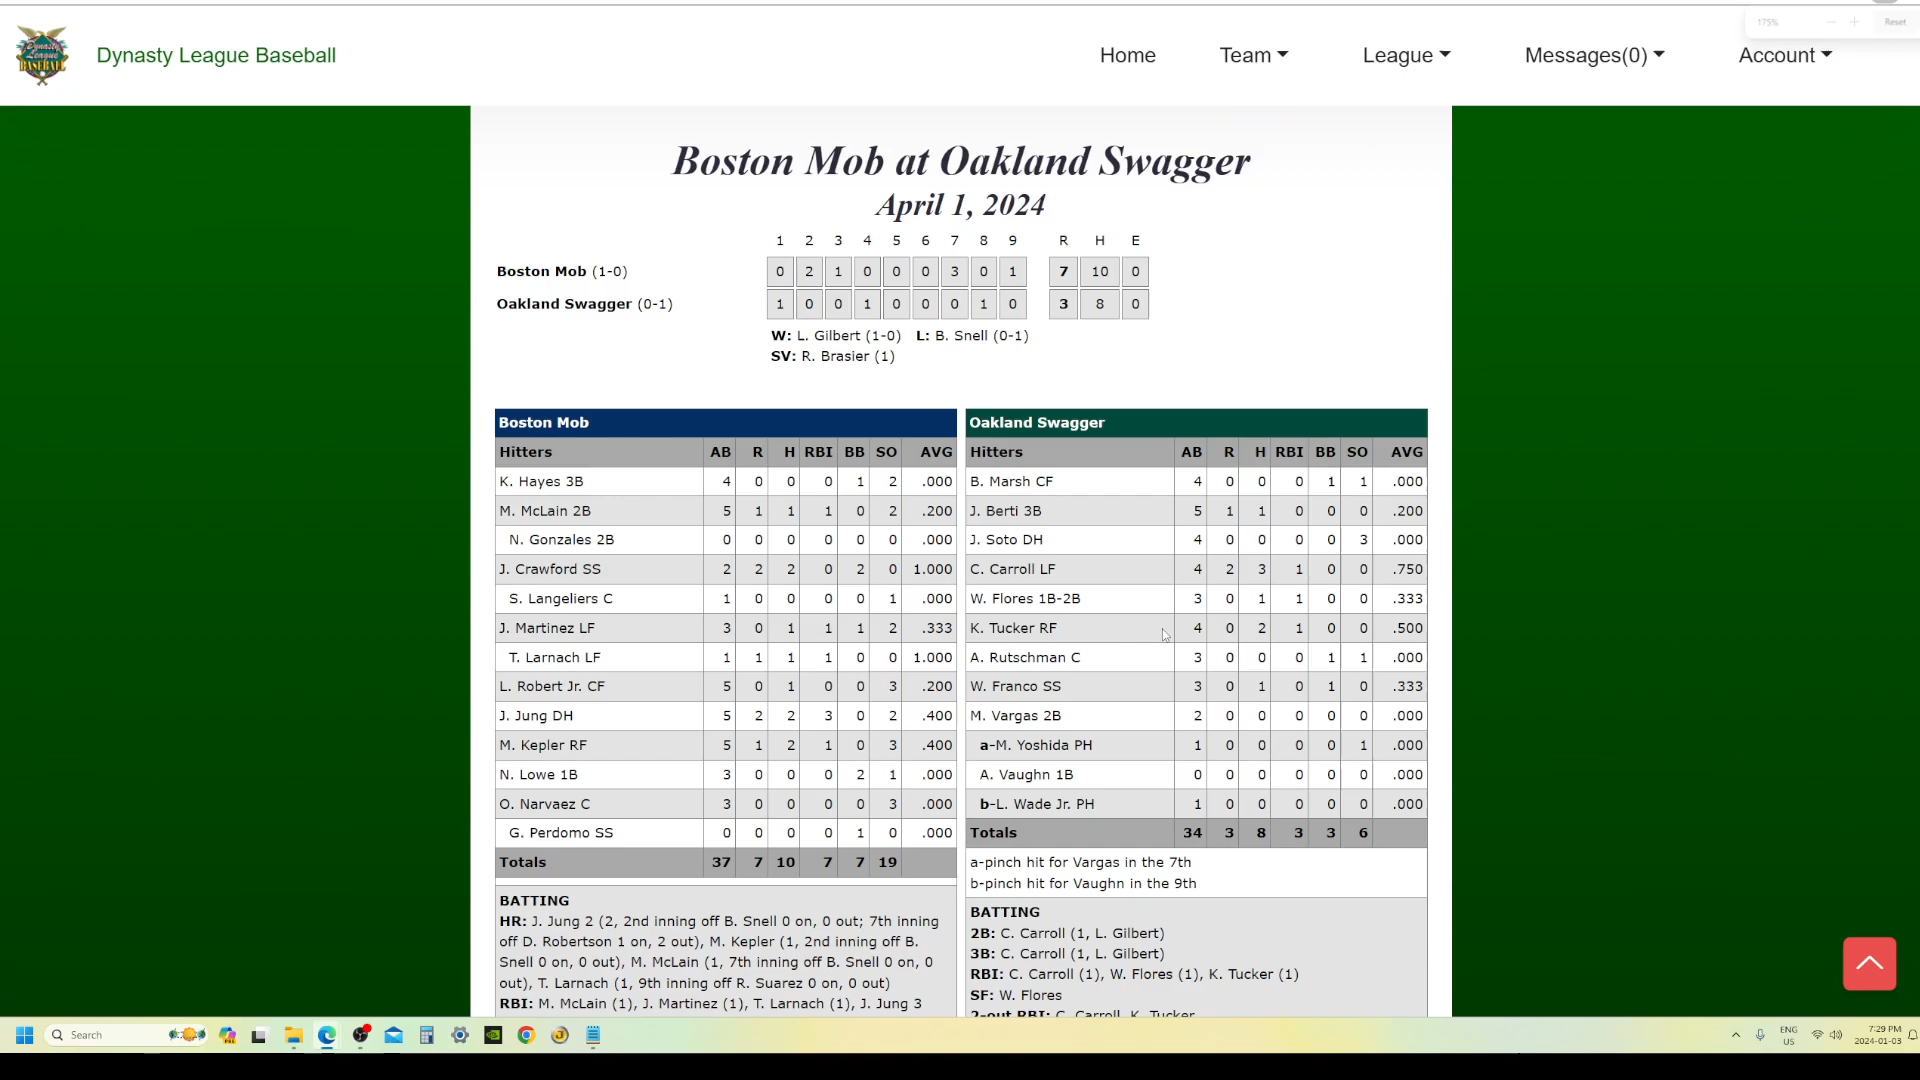 175%
Reset
Dynasty League Baseball
Home
Team
League
Messages(0)
Account
Boston Mob at Oakland Swagger
April 1, 2024
1 2 3 4 5 6 7 8 9 R H E
Boston Mob (1-0) 0 2 1 0 0 0 3 0 1 7 10 0
Oakland Swagger (0-1) 1 0 0 1 0 0 0 1 0 3 8 0
W: L. Gilbert (1-0) L: B. Snell (0-1)
SV: R. Brasier (1)
Boston Mob
Hitters AB R H RBI BB SO AVG
K. Hayes 3B 4 0 0 0 1 2 .000
M. McLain 2B 5 1 1 1 0 2 .200
N. Gonzales 2B 0 0 0 0 0 0 .000
J. Crawford SS 2 2 2 0 2 0 1.000
S. Langeliers C 1 0 0 0 0 1 .000
J. Martinez LF 3 0 1 1 1 2 .333
T. Larnach LF 1 1 1 1 0 0 1.000
L. Robert Jr. CF 5 0 1 0 0 3 .200
J. Jung DH 5 2 2 3 0 2 .400
M. Kepler RF 5 1 2 1 0 3 .400
N. Lowe 1B 3 0 0 0 2 1 .000
O. Narvaez C 3 0 0 0 0 3 .000
G. Perdomo SS 0 0 0 0 1 0 .000
Totals 37 7 10 7 7 19
BATTING
HR: J. Jung 2 (2, 2nd inning off B. Snell 0 on, 0 out; 7th inning
off D. Robertson 1 on, 2 out), M. Kepler (1, 2nd inning off B.
Snell 0 on, 0 out), M. McLain (1, 7th inning off B. Snell 0 on, 0
out), T. Larnach (1, 9th inning off R. Suarez 0 on, 0 out)
RBI: M. McLain (1), J. Martinez (1), T. Larnach (1), J. Jung 3
Oakland Swagger
Hitters AB R H RBI BB SO AVG
B. Marsh CF 4 0 0 0 1 1 .000
J. Berti 3B 5 1 1 0 0 0 .200
J. Soto DH 4 0 0 0 0 3 .000
C. Carroll LF 4 2 3 1 0 0 .750
W. Flores 1B-2B 3 0 1 1 0 0 .333
K. Tucker RF 4 0 2 1 0 0 .500
A. Rutschman C 3 0 0 0 1 1 .000
W. Franco SS 3 0 1 0 1 0 .333
M. Vargas 2B 2 0 0 0 0 0 .000
a-M. Yoshida PH 1 0 0 0 0 1 .000
A. Vaughn 1B 0 0 0 0 0 0 .000
b-L. Wade Jr. PH 1 0 0 0 0 0 .000
Totals 34 3 8 3 3 6
a-pinch hit for Vargas in the 7th
b-pinch hit for Vaughn in the 9th
BATTING
2B: C. Carroll (1, L. Gilbert)
3B: C. Carroll (1, L. Gilbert)
RBI: C. Carroll (1), W. Flores (1), K. Tucker (1)
SF: W. Flores
2-out RBI: C. Carroll, K. Tucker
Search
ENG
US
7:29 PM
2024-01-03